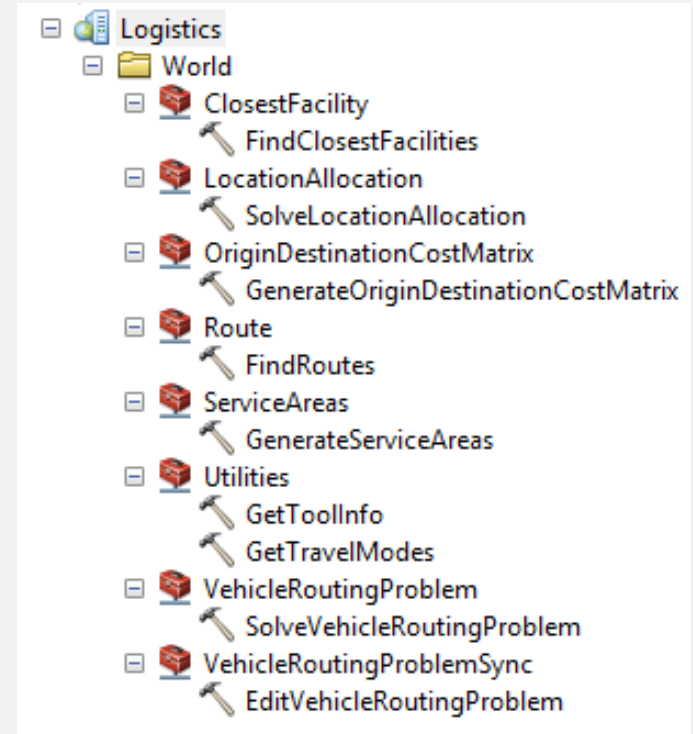 Logistics
World
ClosestFacility
FindClosestFacilities
LocationAllocation
SolveLocationAllocation
OriginDestinationCostMatrix
GenerateOriginDestinationCostMatrix
Route
FindRoutes
ServiceAreas
GenerateServiceAreas
Utilities
GetToolInfo
GetTravelModes
VehicleRoutingProblem
SolveVehicleRoutingProblem
VehicleRoutingProblemSync
EditVehicleRoutingProblem